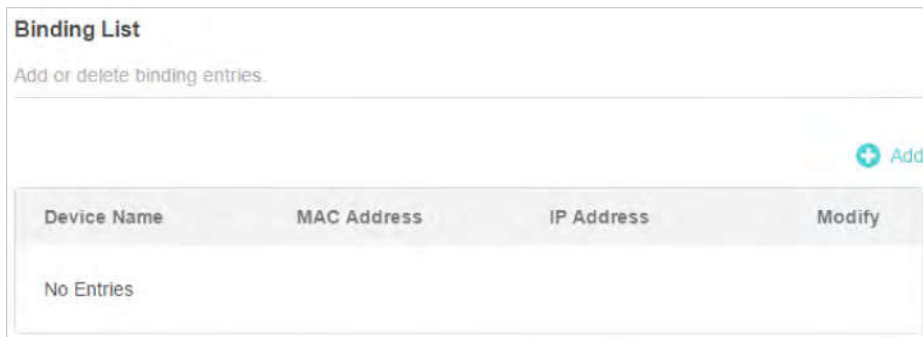 Binding List
Add or delete binding entries.
Add
Device Name MAC Address IP Address Modify
No Entries